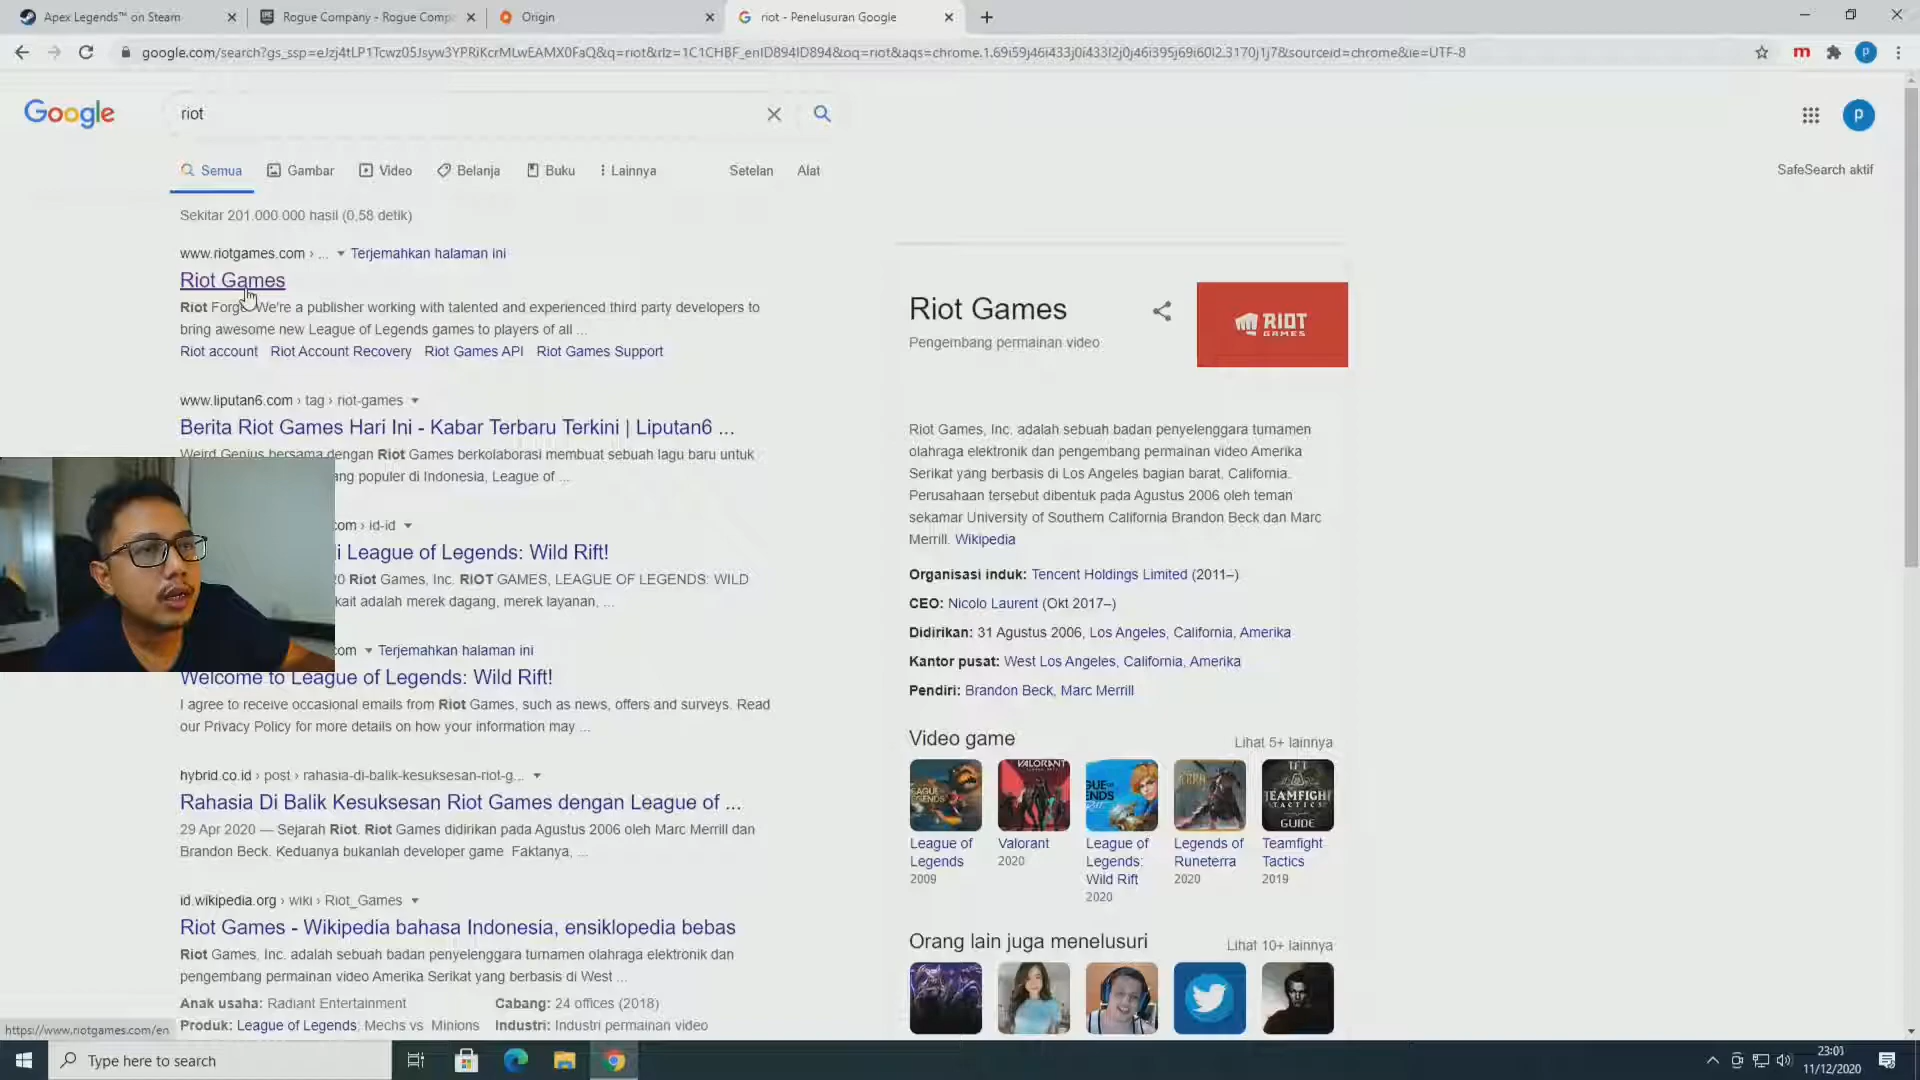 Apex Legends™ on Steam
Rogue Company - Rogue Comp
Origin
riot - Penelusuran Google
google.com/search?gs_ssp=eJzj4tLP1Tcwz05Jsyw3YPRiKcrMLwEAMX0FaQ&q=riot&rlz=1C1CHBF_enID894ID894&oq=riot&aqs=chrome.1.69i59j46i433j0i433l2j0j46i395j69i60l2.3170j1j7&sourceid=chrome&ie=UTF-8
Google
riot
Semua
Gambar
Video
Belanja
Buku
Lainnya
Setelan
Alat
SafeSearch aktif
Sekitar 201.000.000 hasil (0,58 detik)
www.riotgames.com › ... Terjemahkan halaman ini
Riot Games
Riot Forge We're a publisher working with talented and experienced third party developers to
bring awesome new League of Legends games to players of all ...
Riot account Riot Account Recovery Riot Games API Riot Games Support
www.liputan6.com › tag › riot-games
Berita Riot Games Hari Ini - Kabar Terbaru Terkini | Liputan6 ...
Weird Genius bersama dengan Riot Games berkolaborasi membuat sebuah lagu baru untuk
ang populer di Indonesia, League of ...
com › id-id
i League of Legends: Wild Rift!
20 Riot Games, Inc. RIOT GAMES, LEAGUE OF LEGENDS: WILD
kait adalah merek dagang, merek layanan, ...
com Terjemahkan halaman ini
Welcome to League of Legends: Wild Rift!
I agree to receive occasional emails from Riot Games, such as news, offers and surveys. Read
our Privacy Policy for more details on how your information may ...
hybrid.co.id › post › rahasia-di-balik-kesuksesan-riot-g...
Rahasia Di Balik Kesuksesan Riot Games dengan League of ...
29 Apr 2020 — Sejarah Riot. Riot Games didirikan pada Agustus 2006 oleh Marc Merrill dan
Brandon Beck. Keduanya bukanlah developer game Faktanya, ...
id.wikipedia.org › wiki › Riot_Games
Riot Games - Wikipedia bahasa Indonesia, ensiklopedia bebas
Riot Games, Inc. adalah sebuah badan penyelenggara turnamen olahraga elektronik dan
pengembang permainan video Amerika Serikat yang berbasis di West ...
Anak usaha: Radiant Entertainment Cabang: 24 offices (2018)
Produk: League of Legends; Mechs vs Minions Industri: Industri permainan video
Riot Games
Pengembang permainan video
RIOT
GAMES
Riot Games, Inc. adalah sebuah badan penyelenggara turnamen
olahraga elektronik dan pengembang permainan video Amerika
Serikat yang berbasis di Los Angeles bagian barat, California.
Perusahaan tersebut dibentuk pada Agustus 2006 oleh teman
sekamar University of Southern California Brandon Beck dan Marc
Merrill. Wikipedia
Organisasi induk: Tencent Holdings Limited (2011–)
CEO: Nicolo Laurent (Okt 2017–)
Didirikan: 31 Agustus 2006, Los Angeles, California, Amerika
Kantor pusat: West Los Angeles, California, Amerika
Pendiri: Brandon Beck, Marc Merrill
Video game
Lihat 5+ lainnya
VALORANT
TFT
TEAMFIGHT
TACTICS
GUIDE
League of
Legends
2009
Valorant
2020
League of
Legends:
Wild Rift
2020
Legends of
Runeterra
2020
Teamfight
Tactics
2019
Orang lain juga menelusuri
Lihat 10+ lainnya
https://www.riotgames.com/en
Type here to search
23:01
11/12/2020